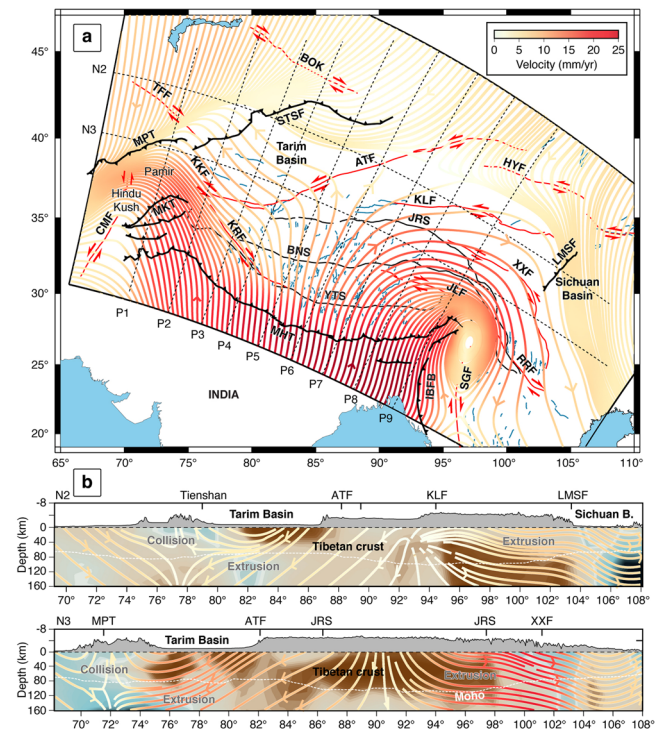 a
0 5 10 15 20 25
Velocity (mm/yr)
45°
40°
35°
30°
25°
20°
N2
N3
BOK
TFF
STSF
MPT
Tarim
Basin
ATF
HYF
Pamir
KKF
Hindu
Kush
MKT
CMF
KRF
KLF
JRS
BNS
XXF
LMSF
Sichuan
Basin
YTS
JLF
MHT
RRF
SGF
IBFB
P1
P2
P3
P4
P5
P6
P7
P8
P9
INDIA
65° 70° 75° 80° 85° 90° 95° 100° 105° 110°
b
N2 Tienshan ATF KLF LMSF
-8 Tarim Basin Sichuan B.
0
40
80
120
160
Depth (km)
Collision Extrusion Tibetan crust Extrusion
70° 72° 74° 76° 78° 80° 82° 84° 86° 88° 90° 92° 94° 96° 98° 100° 102° 104° 106° 108°
N3 MPT ATF JRS JRS XXF
-8 Tarim Basin
0
40
80
120
160
Depth (km)
Collision Extrusion Tibetan crust Extrusion
Moho
70° 72° 74° 76° 78° 80° 82° 84° 86° 88° 90° 92° 94° 96° 98° 100° 102° 104° 106° 108°